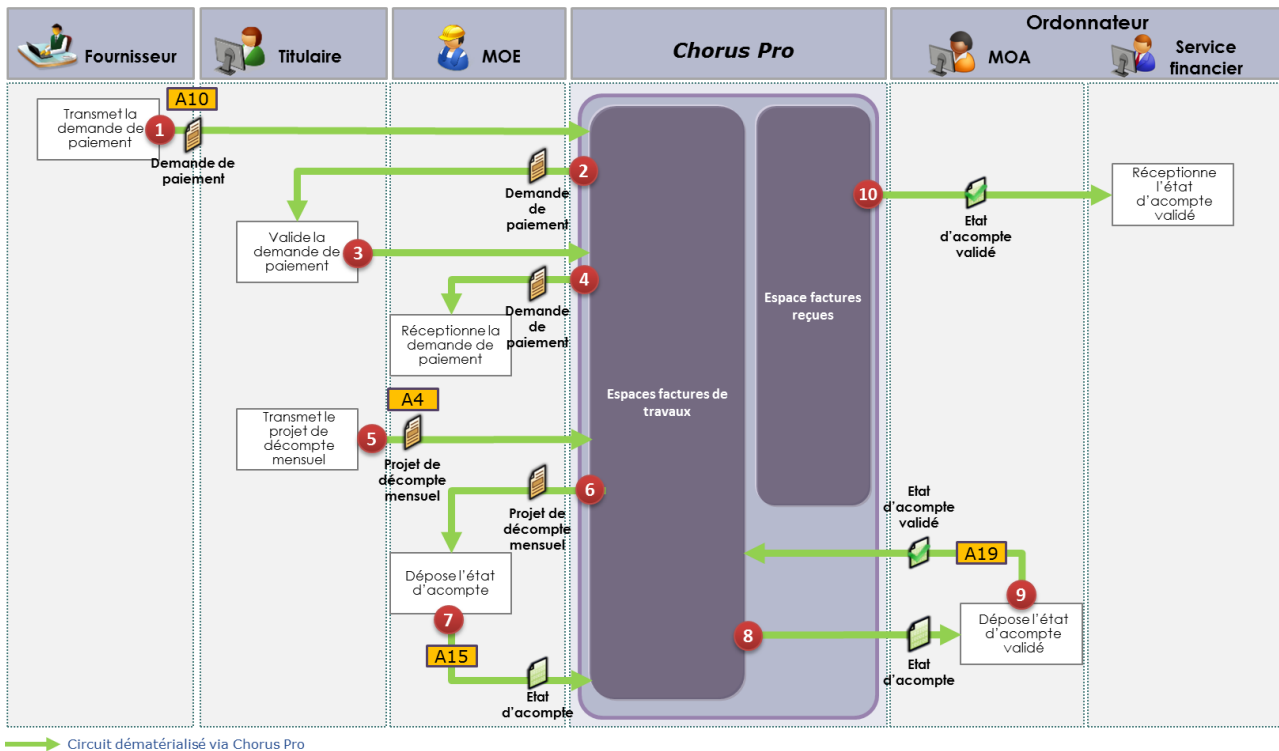 Fournisseur
Titulaire
MOE
Chorus Pro
Ordonnateur
MOA
Service
financier
A10
Transmet la
demande de
paiement
1
Demande de
paiement
2
Demande
de
paiement
Valide la
demande de
paiement
3
4
Demande
de
paiement
Réceptionne la
demande de
paiement
A4
Transmet le
projet de
décompte
mensuel
5
Projet de
décompte
mensuel
6
Projet de
décompte
mensuel
Dépose l'état
d'acompte
7
A15
Etat
d'acompte
Espaces factures de
travaux
Espace factures
reçues
10
Etat
d'acompte
validé
Réceptionne
l'état
d'acompte
validé
Etat
d'acompte
validé
A19
9
Dépose l'état
d'acompte
validé
8
Etat
d'acompte
Circuit dématérialisé via Chorus Pro